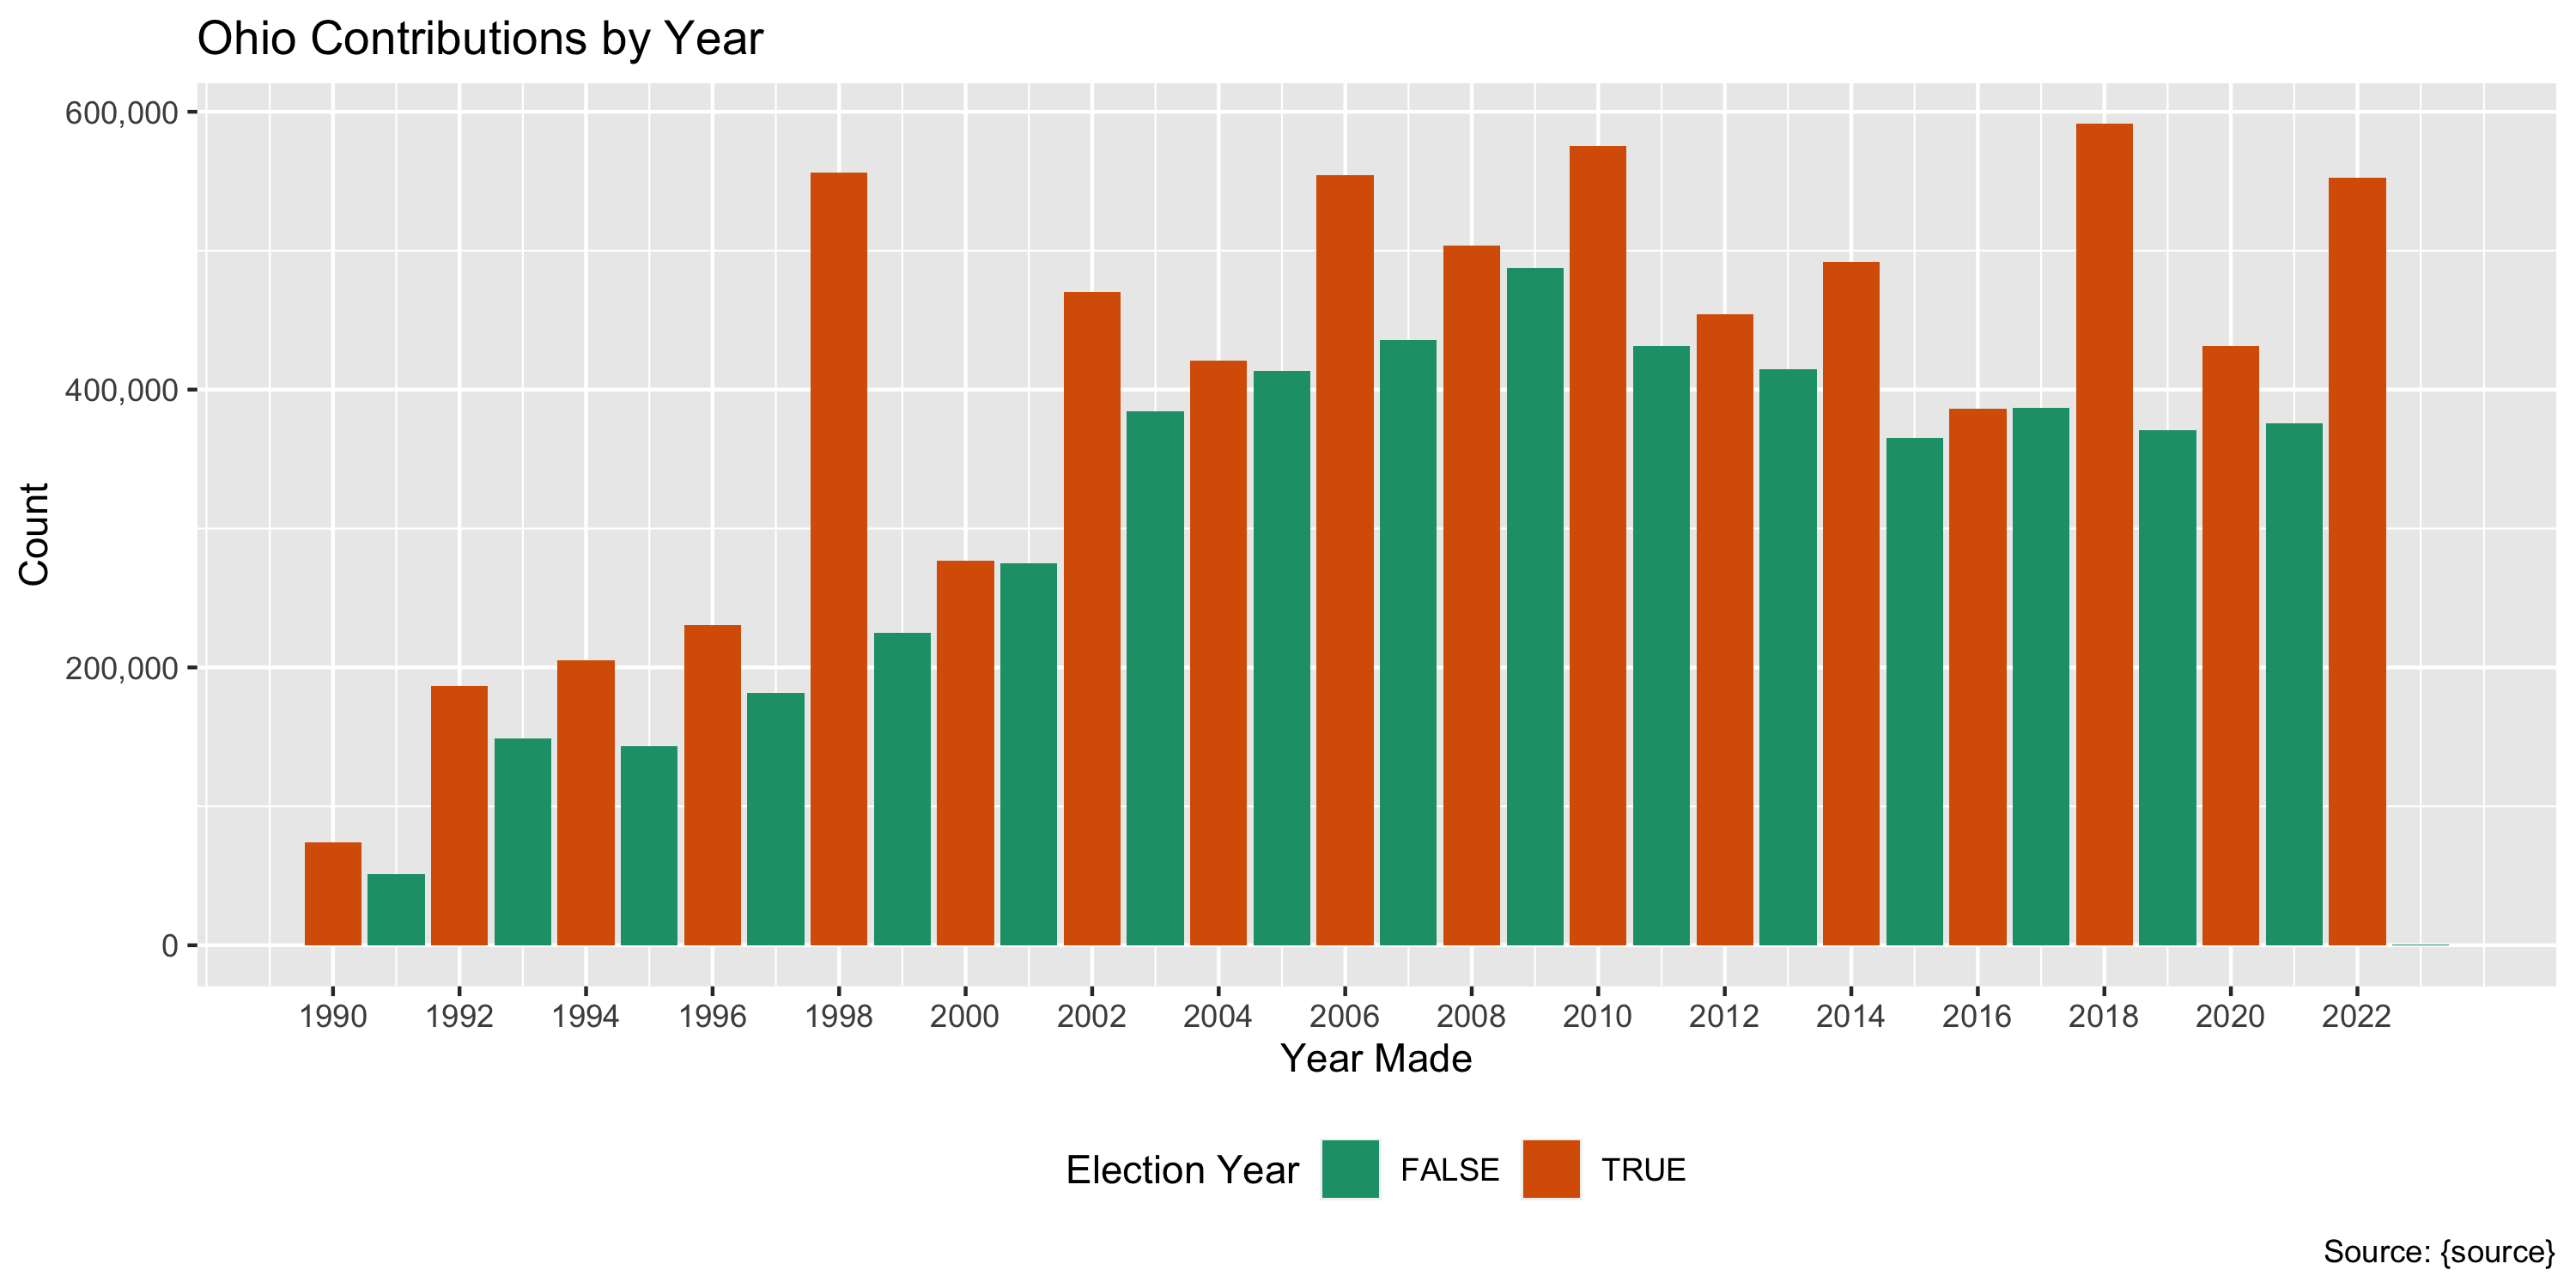 Ohio Contributions by Year
600,000
400,000
200,000
0
Count
1990 1992 1994 1996 1998 2000 2002 2004 2006 2008 2010 2012 2014 2016 2018 2020 2022
Year Made
Election Year FALSE TRUE
Source: {source}